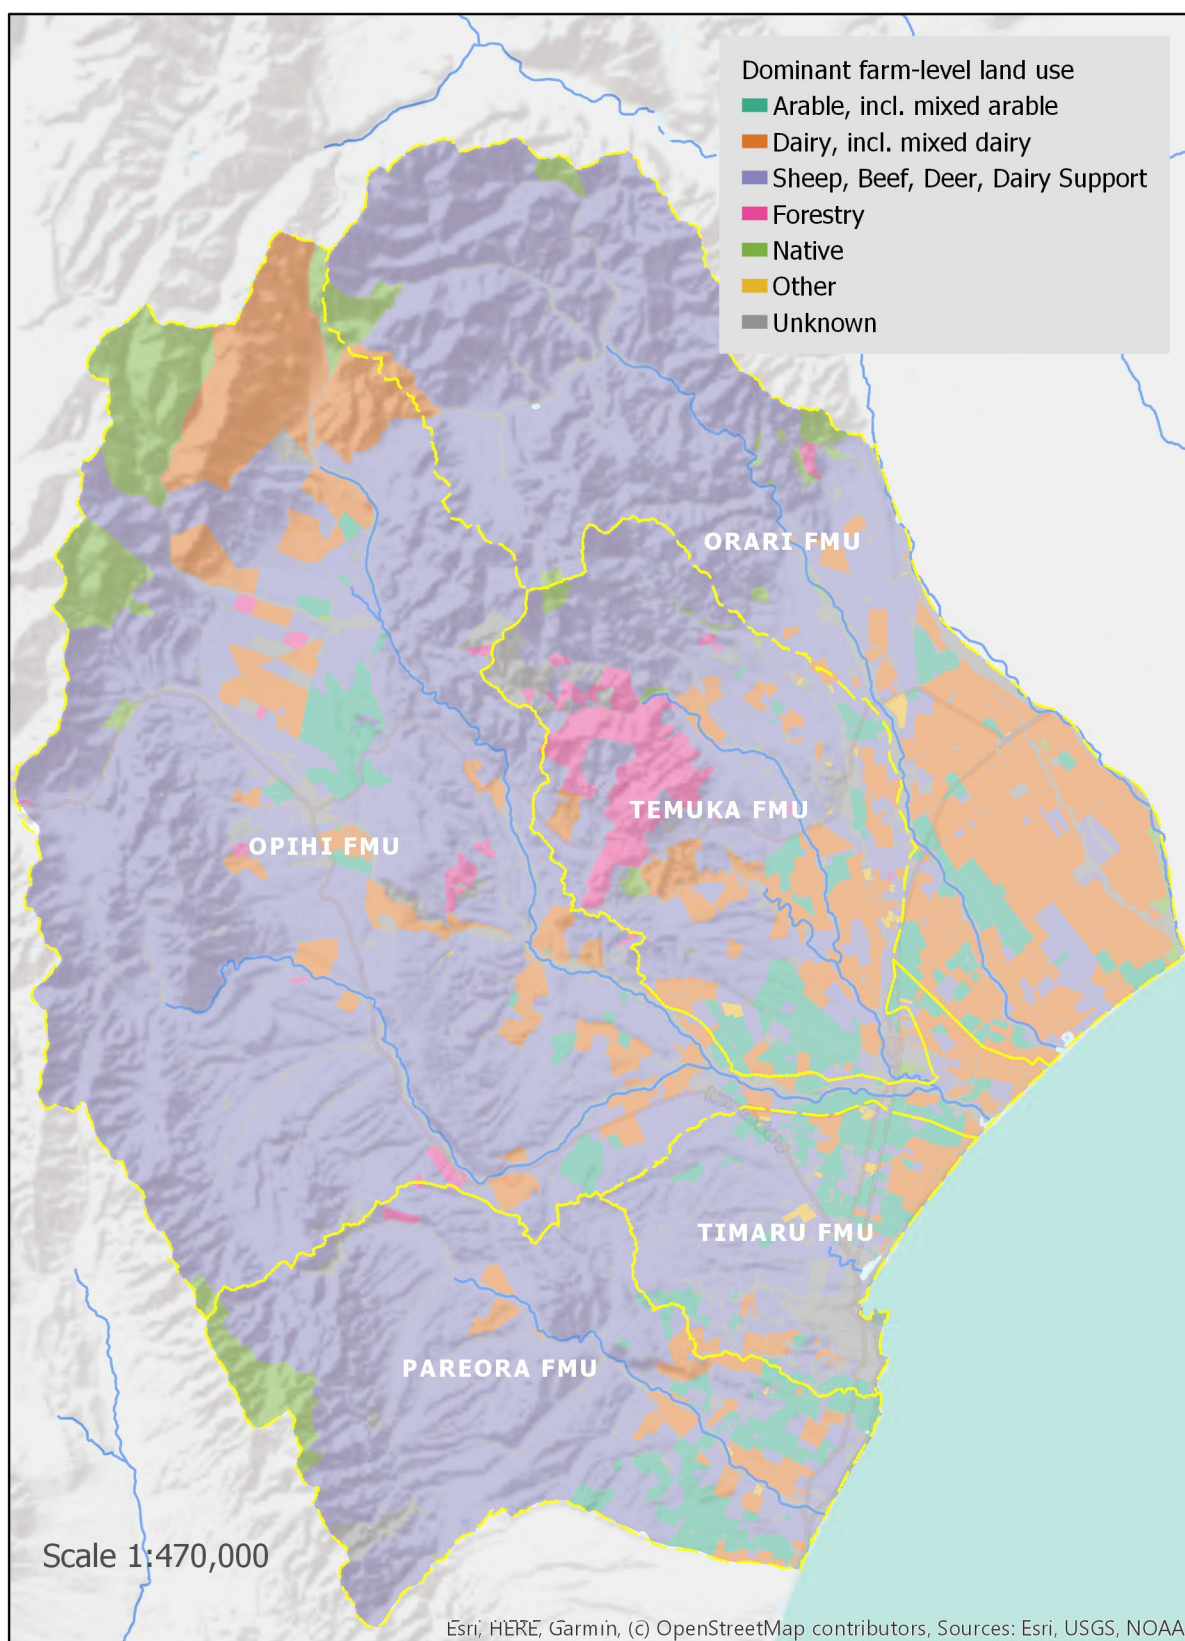 Dominant farm-level land use
Arable, incl. mixed arable
Dairy, incl. mixed dairy
Sheep, Beef, Deer, Dairy Support
Forestry
Native
Other
Unknown
ORARI FMU
TEMUKA FMU
OPIHI FMU
TIMARU FMU
PAREORA FMU
Scale 1:470,000
Esri, HERE, Garmin, (c) OpenStreetMap contributors, Sources: Esri, USGS, NOAA